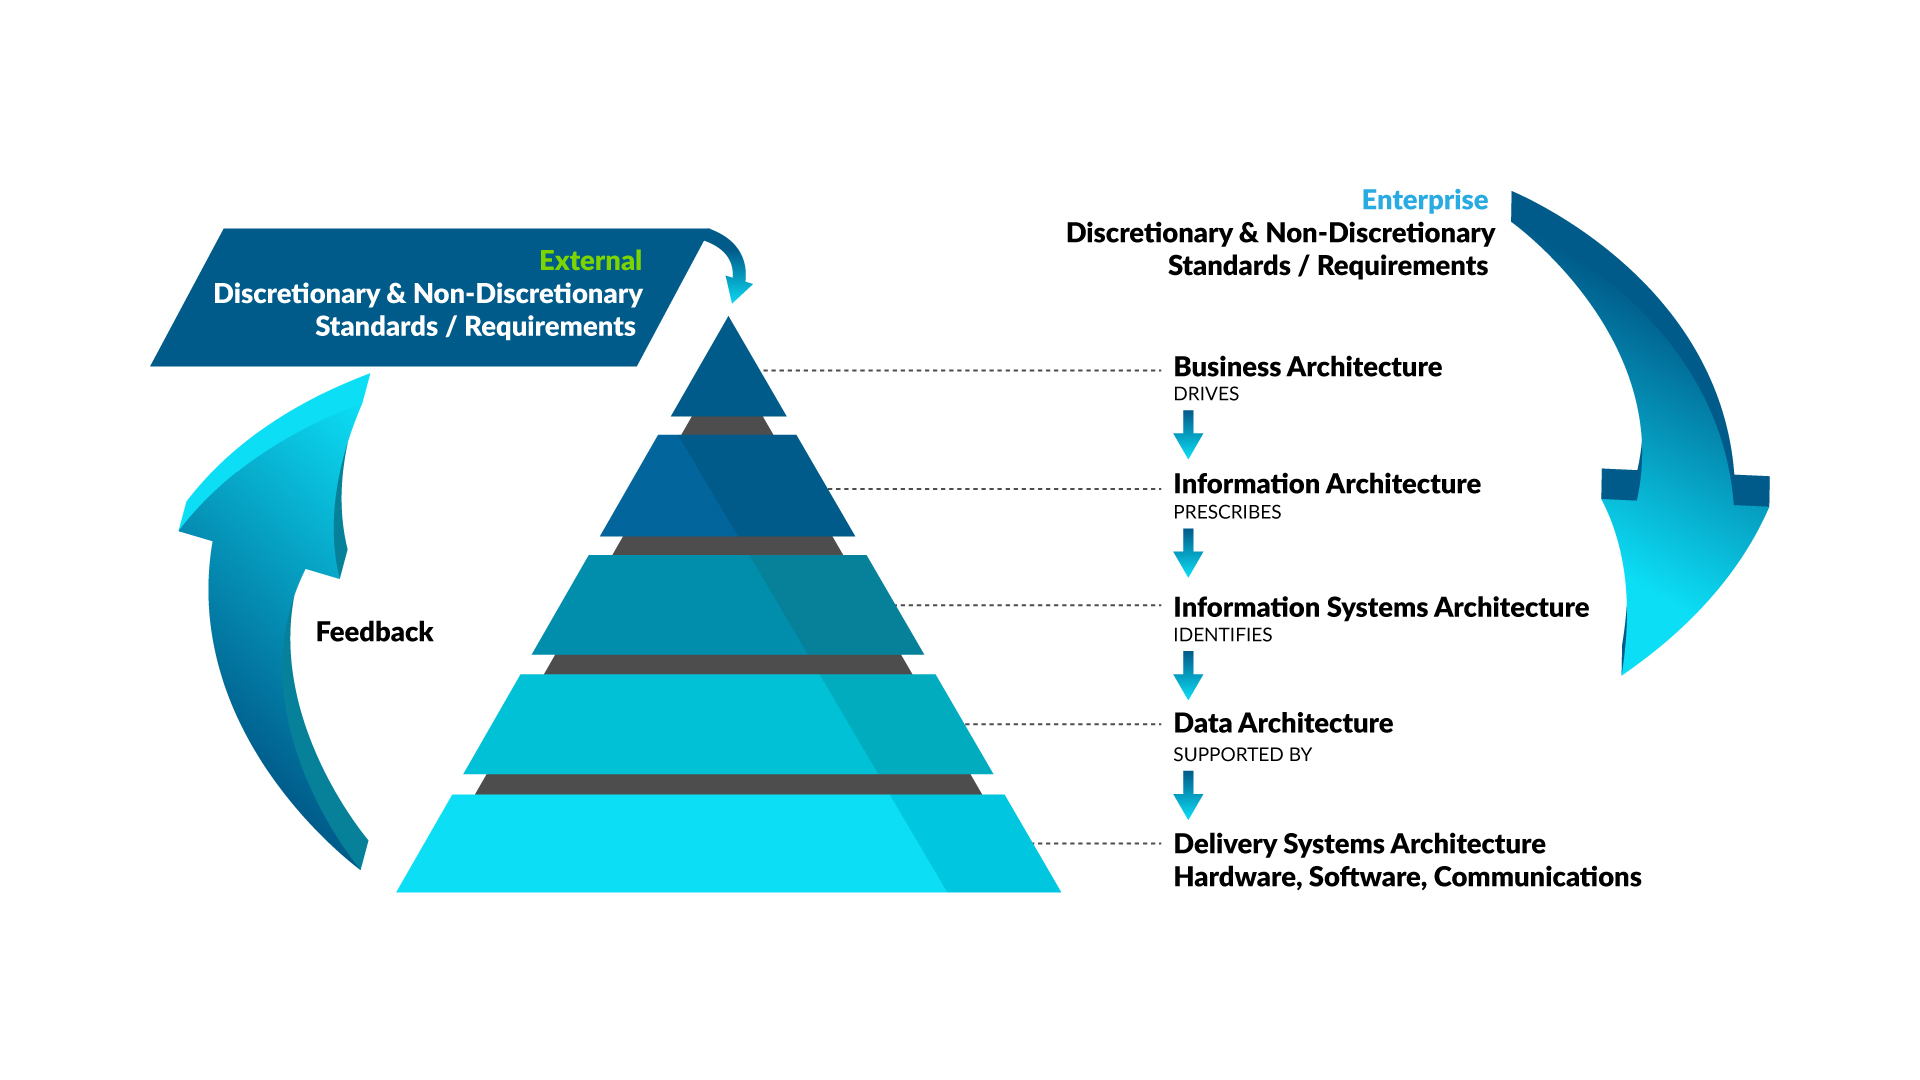 External
Discretionary & Non-Discretionary
Standards / Requirements
Enterprise
Discretionary & Non-Discretionary
Standards / Requirements
Business Architecture
DRIVES
Information Architecture
PRESCRIBES
Information Systems Architecture
IDENTIFIES
Feedback
Data Architecture
SUPPORTED BY
Delivery Systems Architecture
Hardware, Software, Communications